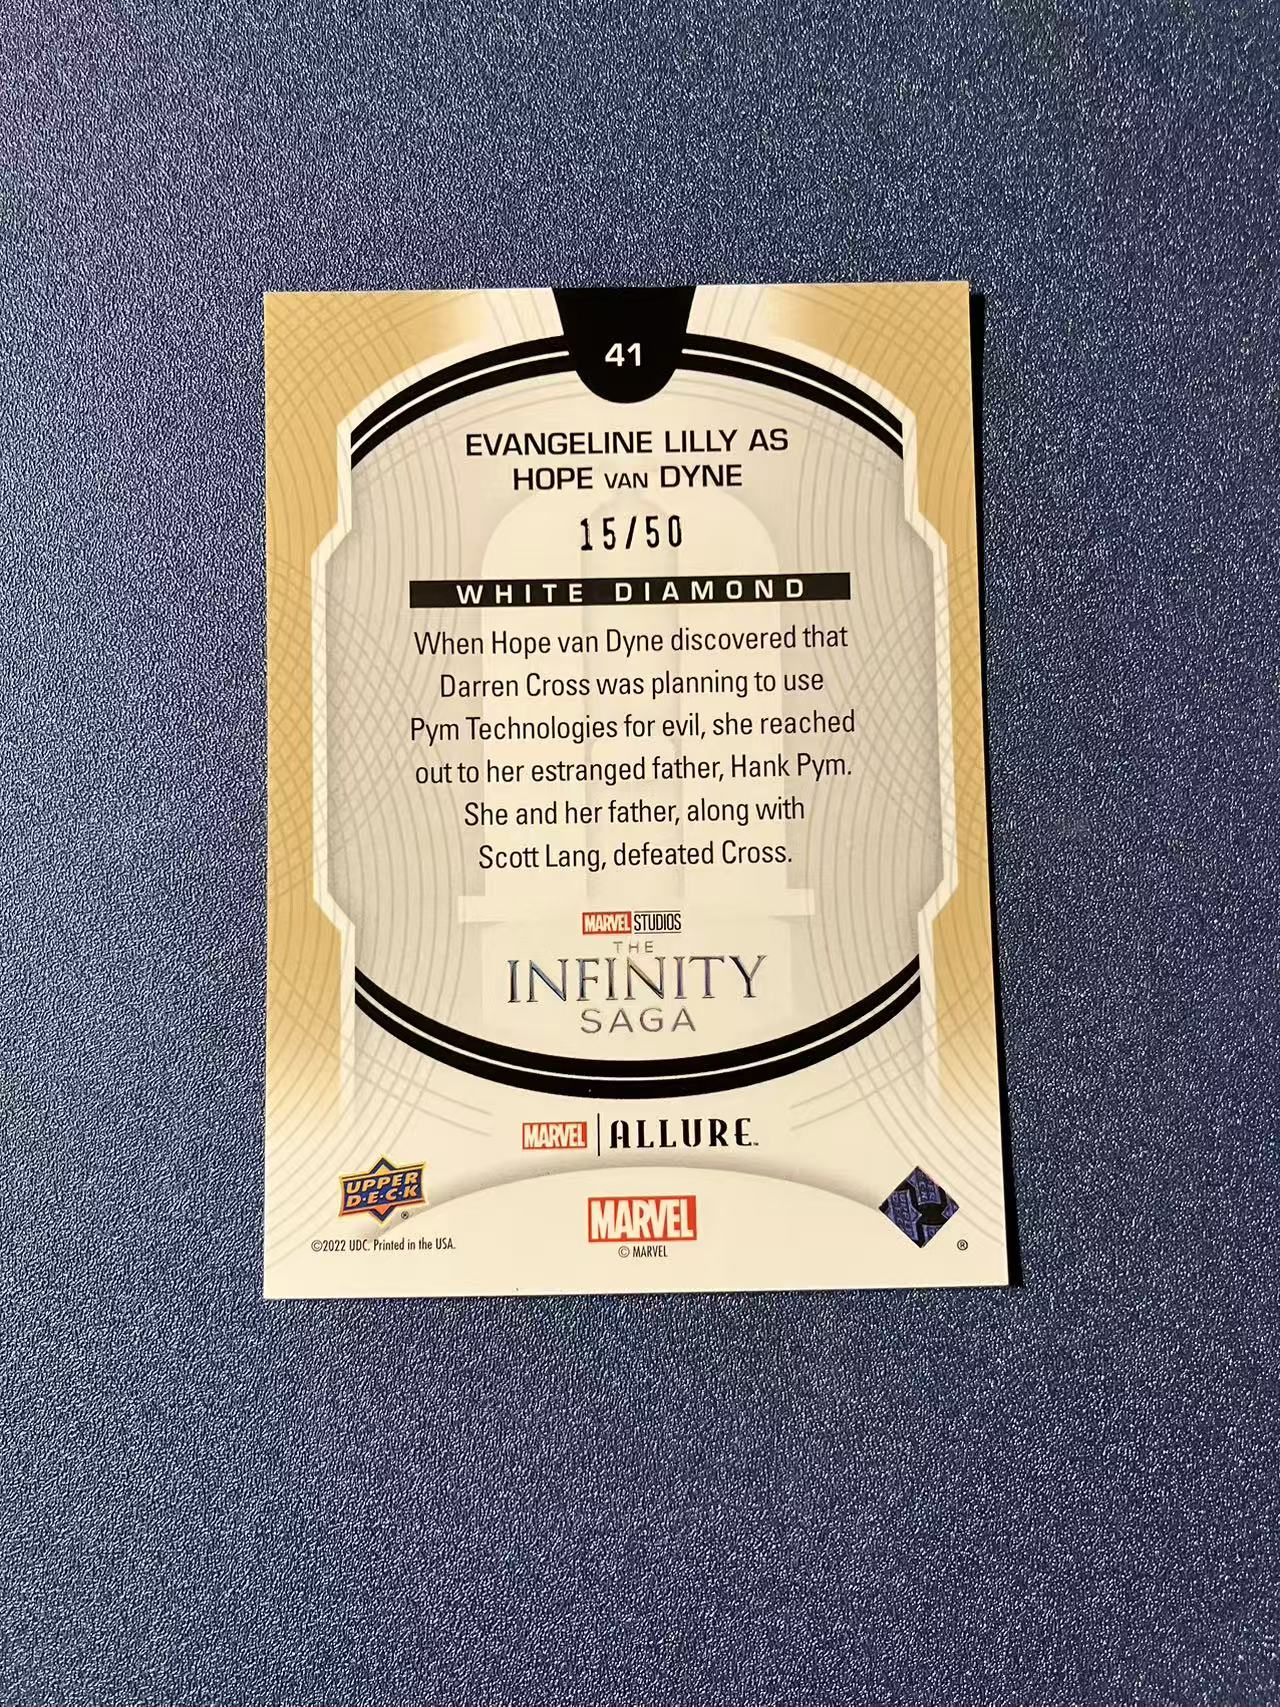 41
EVANGELINE LILLY AS
HOPE VAN DYNE
15/50
WHITE DIAMOND
When Hope van Dyne discovered that
Darren Cross was planning to use
Pym Technologies for evil, she reached
out to her estranged father, Hank Pym.
She and her father, along with
Scott Lang, defeated Cross.
MARVEL STUDIOS
THE
INFINITY
SAGA
MARVEL | ALLURE™
UPPER
D·E·C·K
®
MARVEL
©2022 UDC. Printed in the USA.
© MARVEL
®